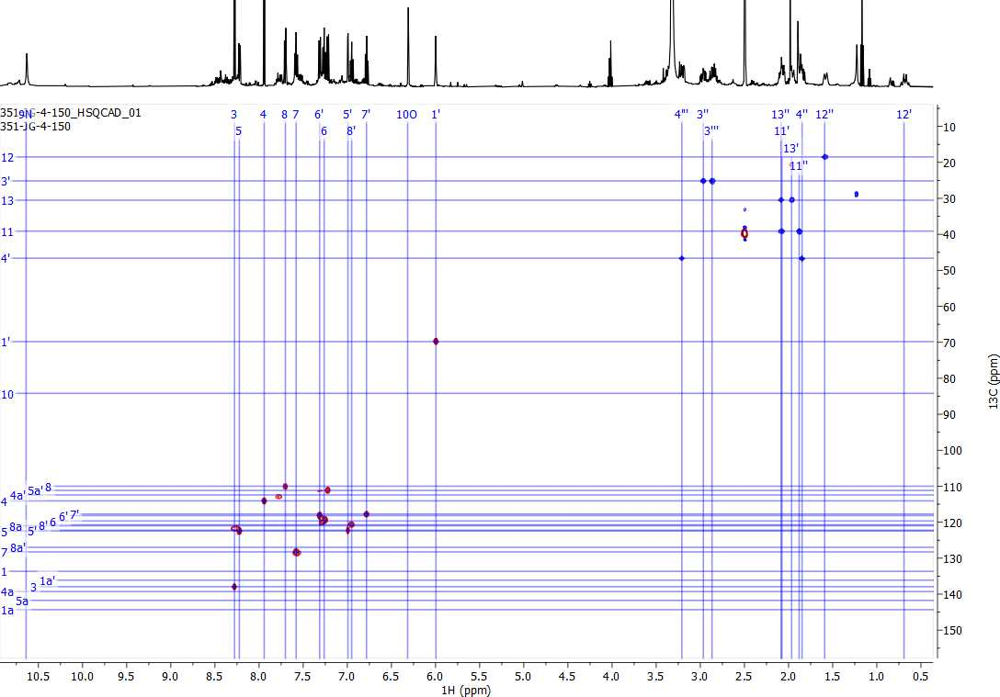 351-JG-4-150_HSQCAD_01
351-JG-4-150
9N 3 4 8 7 6' 5' 7' 10O 1' 4''' 3'' 13'' 4'' 12'' 12'
5 6 8' 3''' 11'
13'
11''
12
3'
13
11
4'
1'
10
4a' 5a' 8
4
8a 5' 8' 6 6' 7'
5
7 8a'
1
3 1a'
4a
5a
1a
10
20
30
40
50
60
70
80
90
100
110
120
130
140
150
13C (ppm)
10.5 10.0 9.5 9.0 8.5 8.0 7.5 7.0 6.5 6.0 5.5 5.0 4.5 4.0 3.5 3.0 2.5 2.0 1.5 1.0 0.5
1H (ppm)